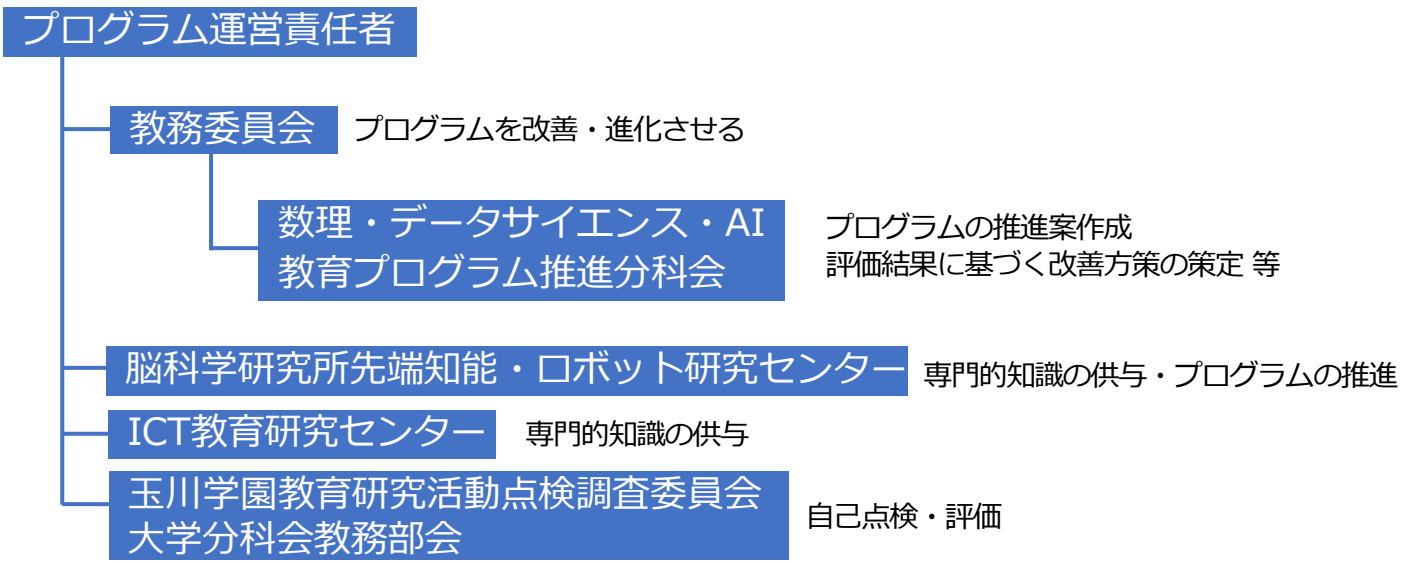 プログラム運営責任者
教務委員会
プログラムを改善・進化させる
数理・データサイエンス・AI
教育プログラム推進分科会
プログラムの推進案作成
評価結果に基づく改善方策の策定 等
脳科学研究所先端知能・ロボット研究センター
専門的知識の供与・プログラムの推進
ICT教育研究センター
専門的知識の供与
玉川学園教育研究活動点検調査委員会
大学分科会教務部会
自己点検・評価